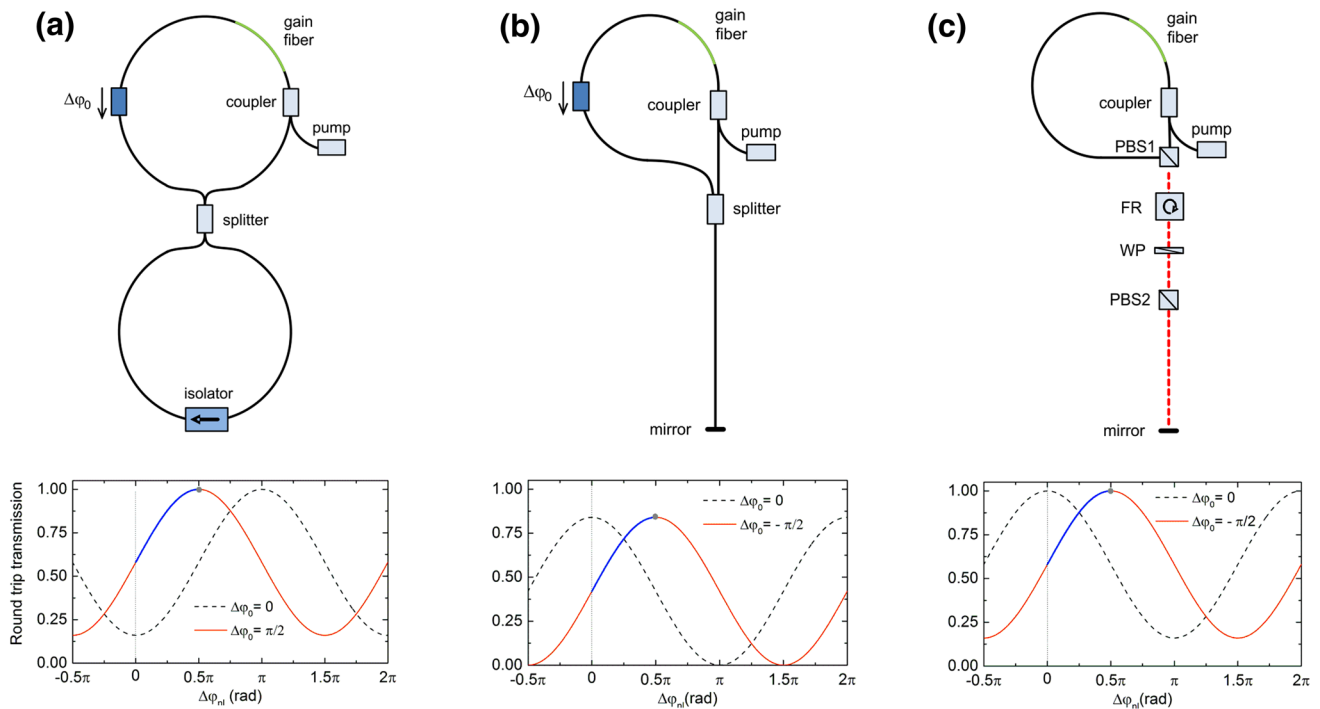 (a)
gain
fiber
Δφ₀
coupler
pump
splitter
isolator
Round trip transmission
1.00
0.75
0.50
0.25
0.00
Δφ₀= 0
Δφ₀= π/2
-0.5π
0
0.5π
π
1.5π
2π
Δφₙₗ (rad)
(b)
gain
fiber
Δφ₀
coupler
pump
splitter
mirror
1.00
0.75
0.50
0.25
0.00
Δφ₀= 0
Δφ₀= - π/2
-0.5π
0
0.5π
π
1.5π
2π
Δφₙₗ(rad)
(c)
gain
fiber
coupler
PBS1
pump
FR
WP
PBS2
mirror
1.00
0.75
0.50
0.25
0.00
Δφ₀= 0
Δφ₀= - π/2
-0.5π
0
0.5π
π
1.5π
2π
Δφₙₗ(rad)